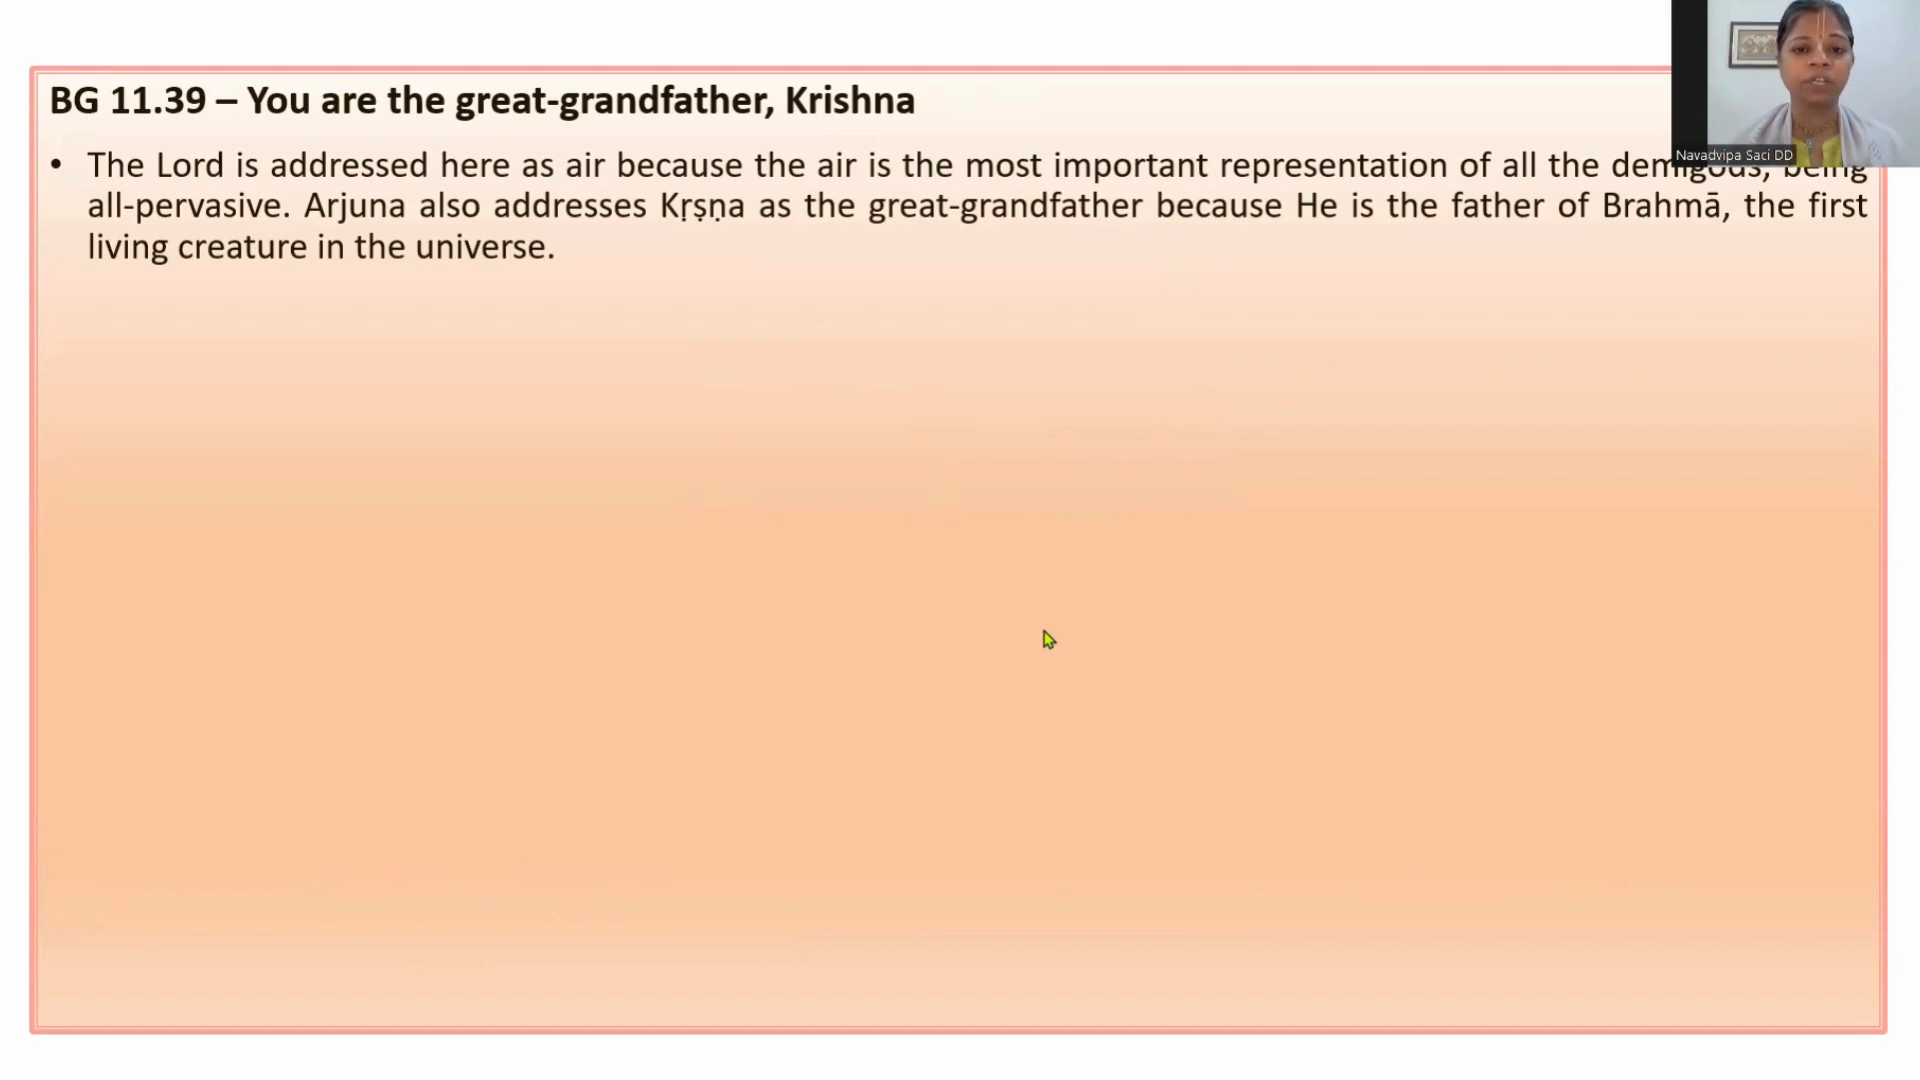 BG 11.39 – You are the great-grandfather, Krishna
• The Lord is addressed here as air because the air is the most important representation of all the demigods, being
all-pervasive. Arjuna also addresses Kṛṣṇa as the great-grandfather because He is the father of Brahmā, the first
living creature in the universe.
Navadvipa Saci DD